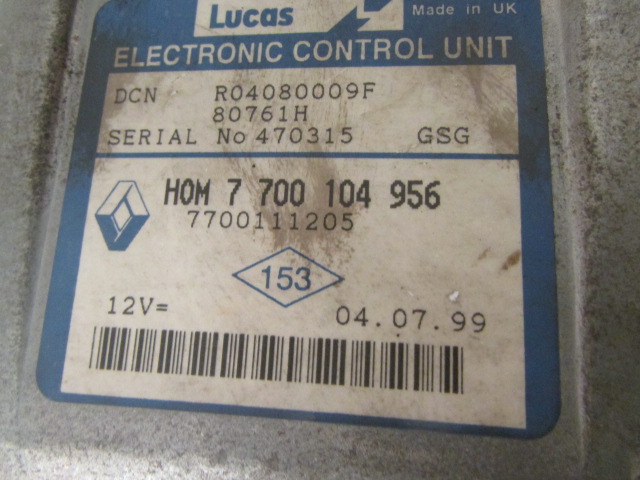 Lucas
Made in UK
ELECTRONIC CONTROL UNIT
DCN R04080009F
80761H
SERIAL No 470315 GSG
HOM 7 700 104 956
7700111205
153
12V= 04.07.99